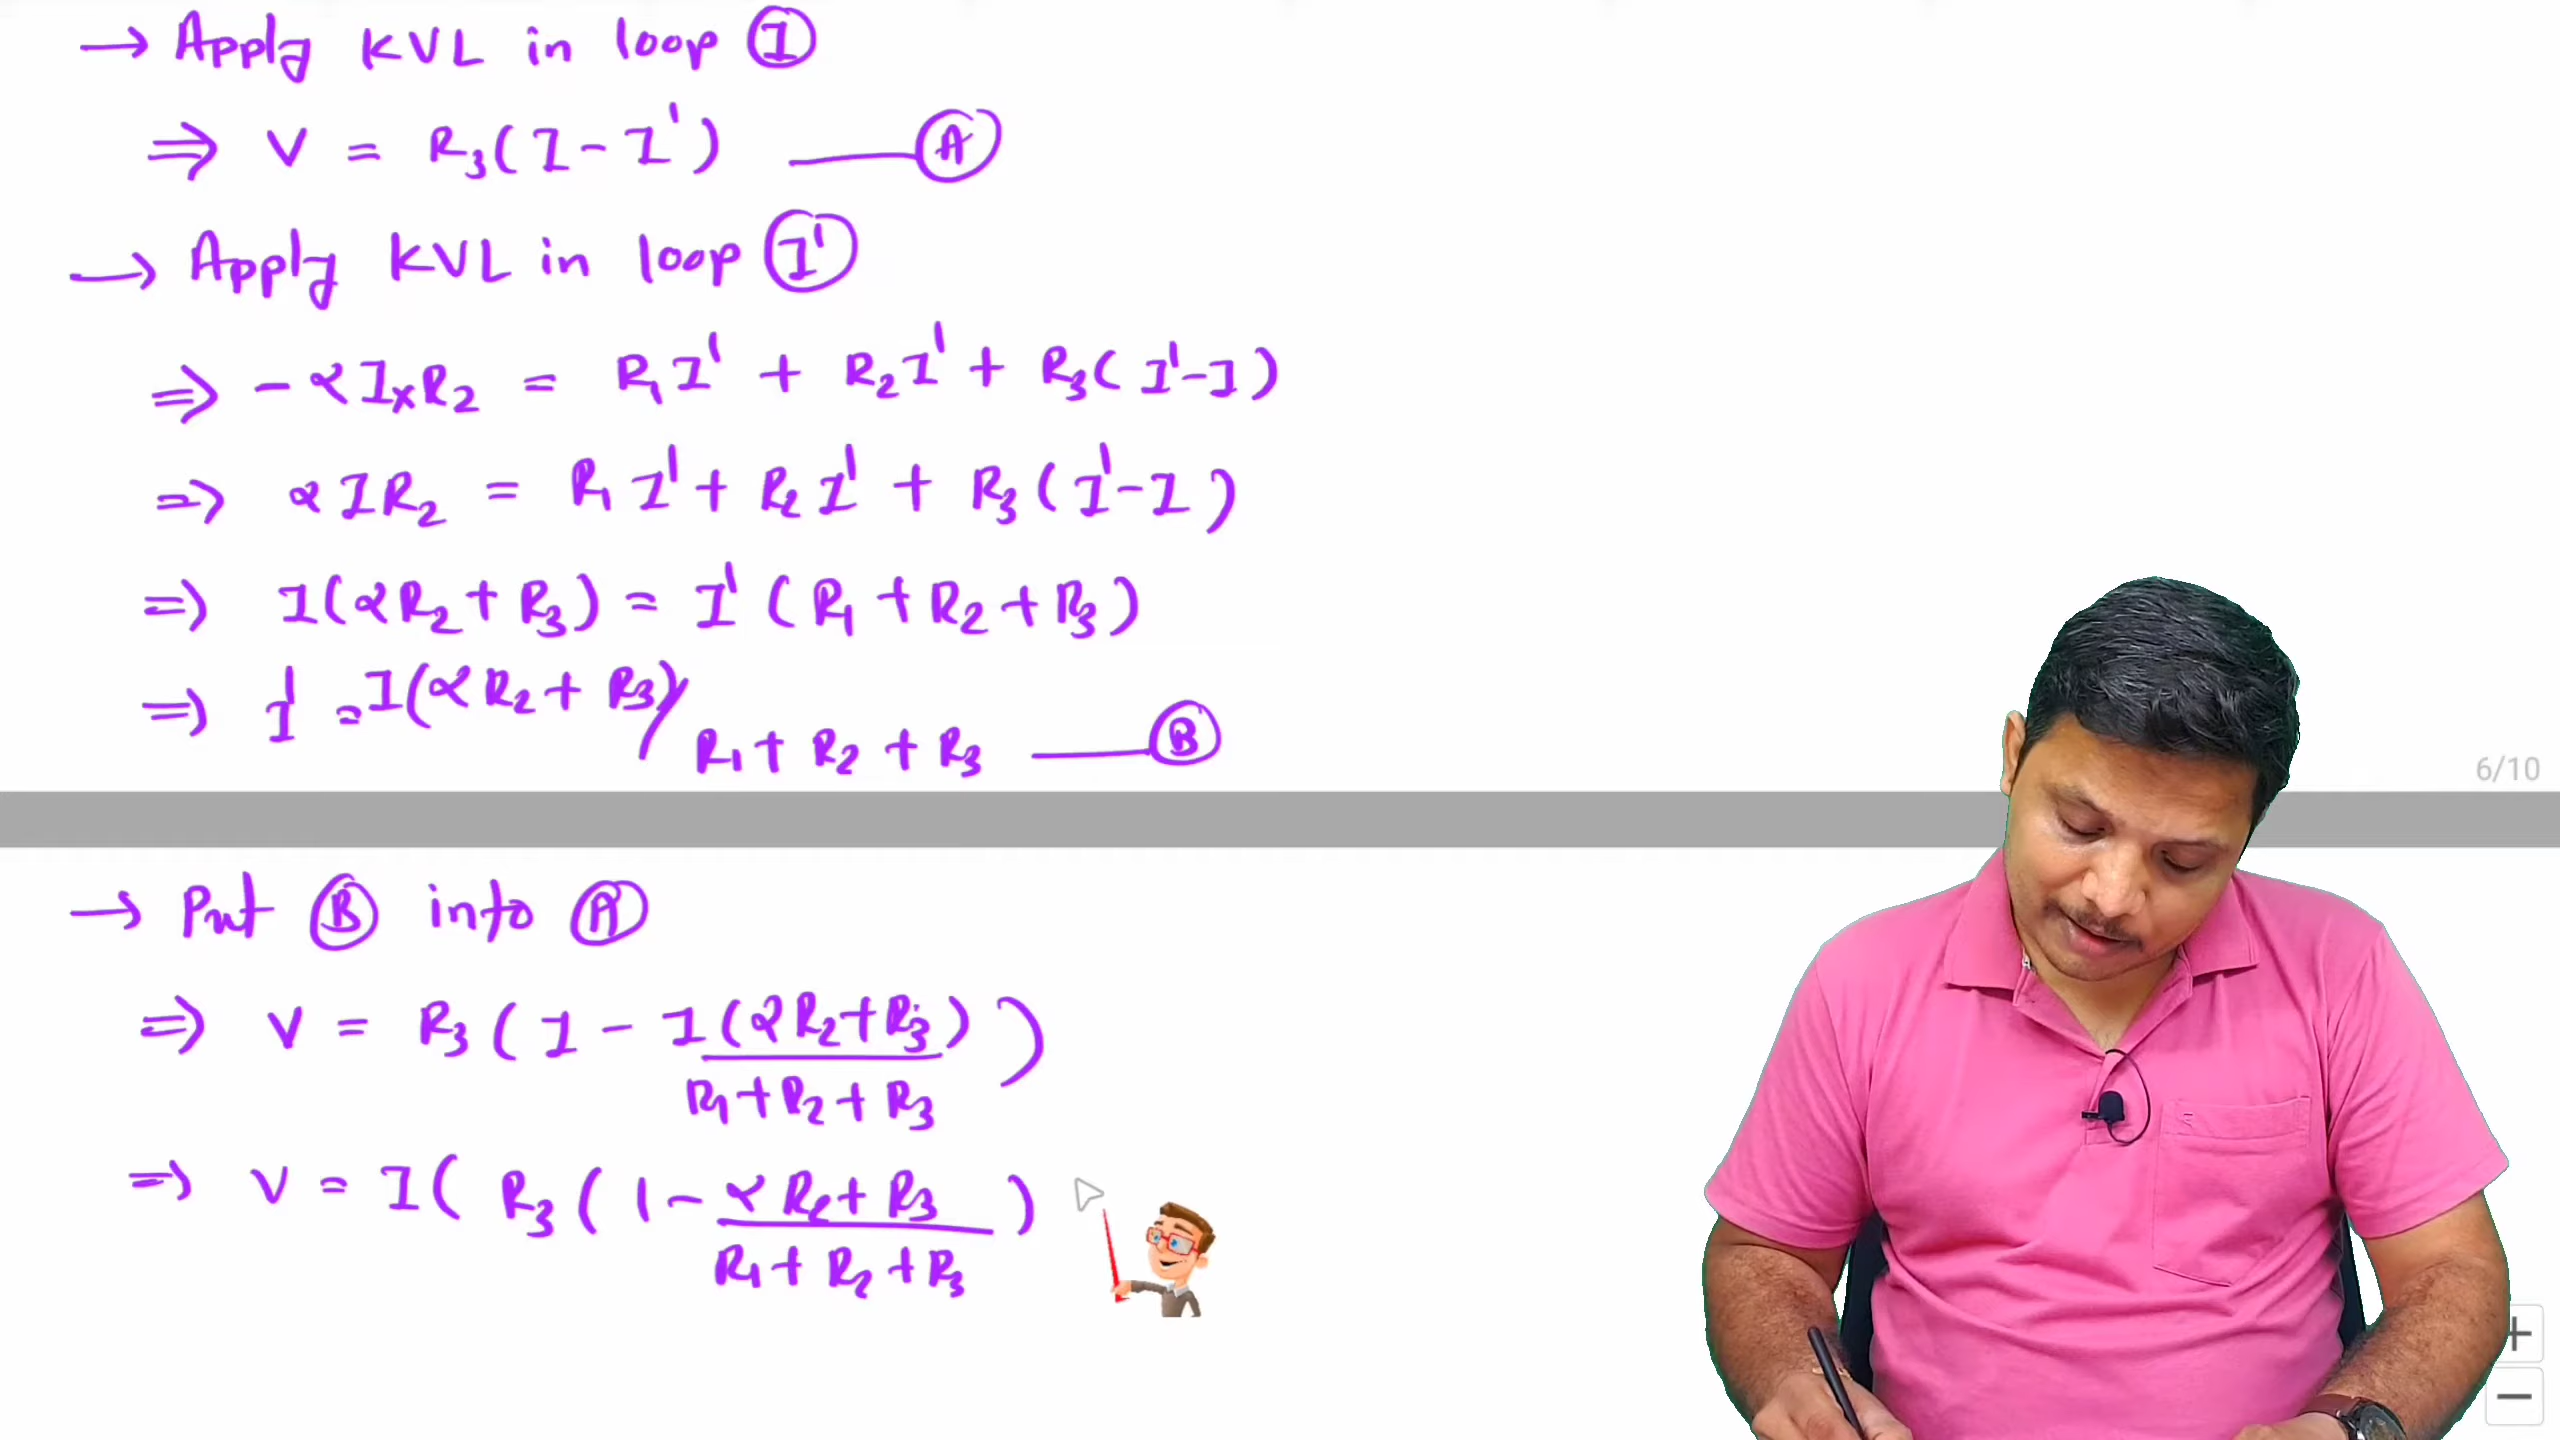 → Apply KVL in loop Ⓘ
⇒ V = R₃(I - I') —— Ⓐ
→ Apply KVL in loop (I')
⇒ - αIₓR₂ = R₁I' + R₂I' + R₃(I'-I)
⇒ αIR₂ = R₁I' + R₂I' + R₃(I'-I)
⇒ I(αR₂ + R₃) = I'(R₁ + R₂ + R₃)
⇒ I' = I(αR₂ + R₃)/R₁ + R₂ + R₃ —— Ⓑ
6/10
→ Put Ⓑ into Ⓐ
⇒ V = R₃(I - I(αR₂+R₃)/R₁+R₂+R₃)
⇒ V = I(R₃(1 - αR₂+R₃/R₁+R₂+R₃)
+
−